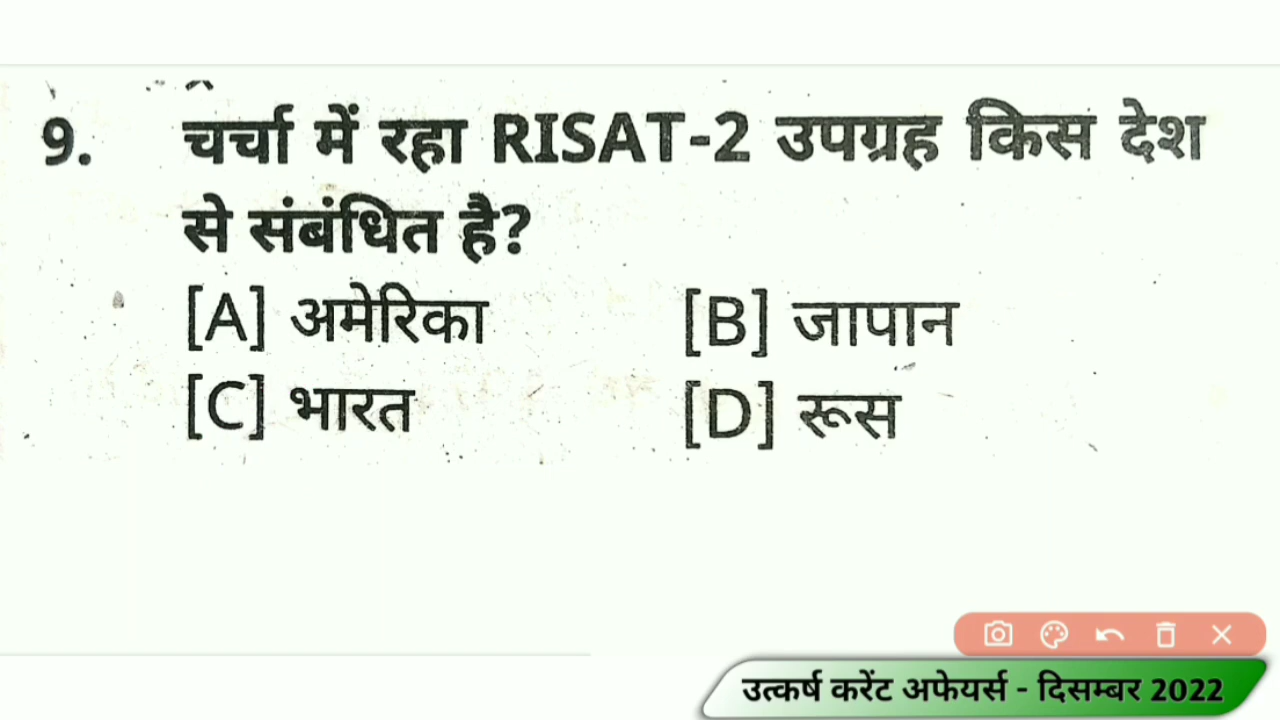 9. चर्चा में रहा RISAT-2 उपग्रह किस देश
से संबंधित है?
[A] अमेरिका [B] जापान
[C] भारत [D] रूस
उत्कर्ष करेंट अफेयर्स - दिसम्बर 2022